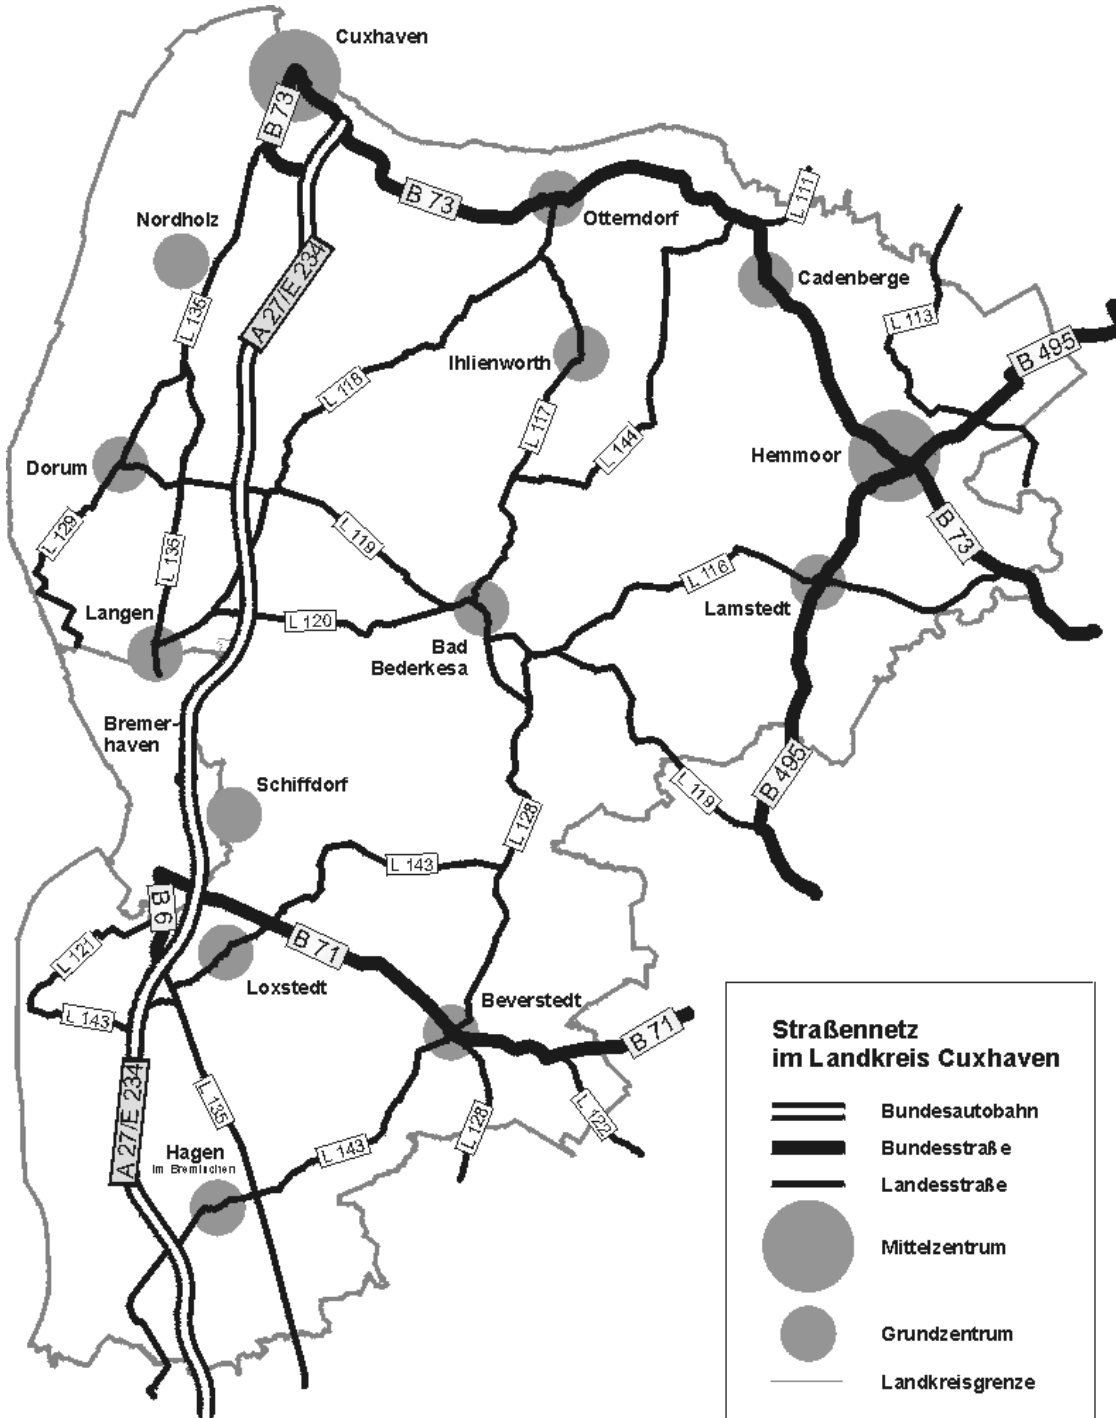 Cuxhaven
B 73
B 73
L 111
Otterndorf
Nordholz
Cadenberge
A 27/E 234
L 135
L 113
B 495
Ihlienworth
L 118
L 117
L 144
Hemmoor
Dorum
L 129
L 119
L 135
B 73
L 116
Langen
Lamstedt
L 120
Bad
Bederkesa
Bremer-
haven
B 495
Schiffdorf
L 119
L 128
L 143
B 6
L 121
B 71
Loxstedt
Beverstedt
L 143
B 71
L 135
A 27/E 234
L 128
L 122
Hagen
im Bremischen
L 143
Straßennetz
im Landkreis Cuxhaven
Bundesautobahn
Bundesstraße
Landesstraße
Mittelzentrum
Grundzentrum
Landkreisgrenze